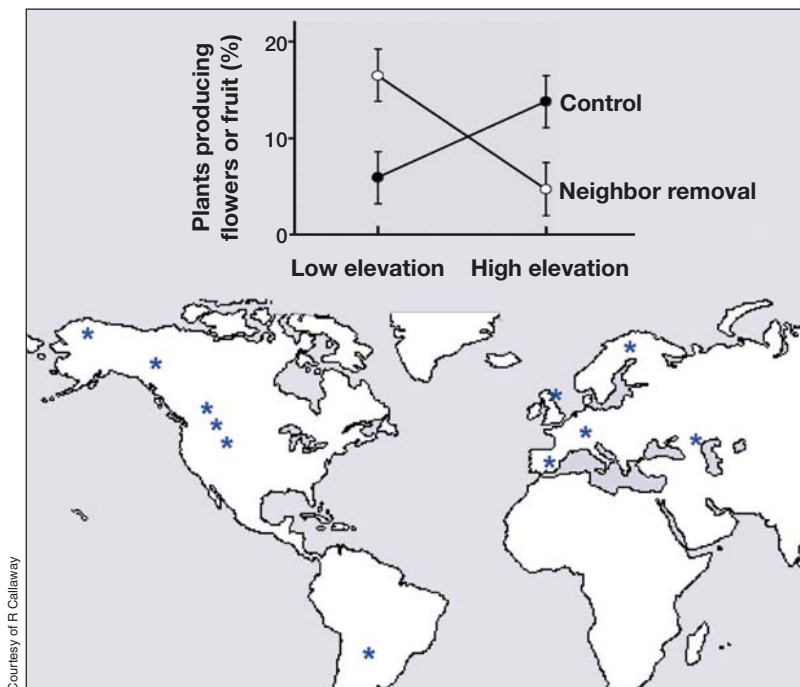 Plants producing
flowers or fruit (%)
20
10
0
Control
Neighbor removal
Low elevation High elevation
* * * * * * * * * * *
Courtesy of R Callaway